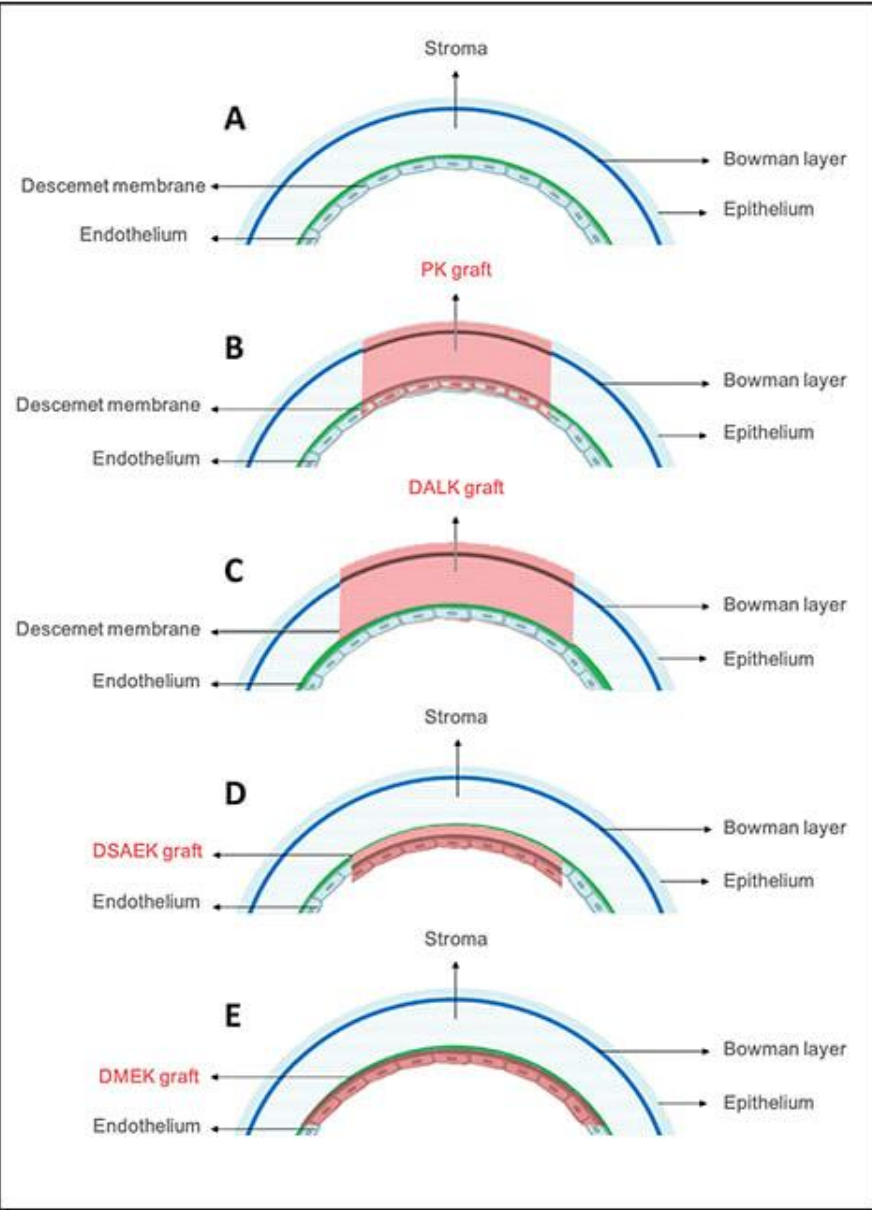 Stroma
A
Bowman layer
Descemet membrane
Epithelium
Endothelium
PK graft
B
Bowman layer
Descemet membrane
Epithelium
Endothelium
DALK graft
C
Bowman layer
Descemet membrane
Epithelium
Endothelium
Stroma
D
Bowman layer
DSAEK graft
Epithelium
Endothelium
Stroma
E
Bowman layer
DMEK graft
Epithelium
Endothelium